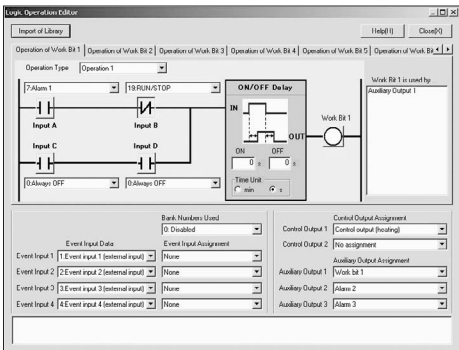 Logic Operation Editor
Import of Library
Help(H)
Close(X)
Operation of Work Bit 1
Operation of Work Bit 2
Operation of Work Bit 3
Operation of Work Bit 4
Operation of Work Bit 5
Operation of Work Bit
Operation Type
Operation 1
7:Alarm 1
19:RUN/STOP
Input A
Input B
Input C
Input D
0:Always OFF
0:Always OFF
ON/OFF Delay
IN
OUT
ON
OFF
0 s
0 s
Time Unit
min
s
Work Bit 1
Work Bit 1 is used by
Auxiliary Output 1
Bank Numbers Used
0: Disabled
Event Input Data
Event Input Assignment
Event Input 1
1:Event input 1 (external input)
None
Event Input 2
2:Event input 2 (external input)
None
Event Input 3
3:Event input 3 (external input)
None
Event Input 4
4:Event input 4 (external input)
None
Control Output Assignment
Control Output 1
Control output (heating)
Control Output 2
No assignment
Auxiliary Output Assignment
Auxiliary Output 1
Work bit 1
Auxiliary Output 2
Alarm 2
Auxiliary Output 3
Alarm 3